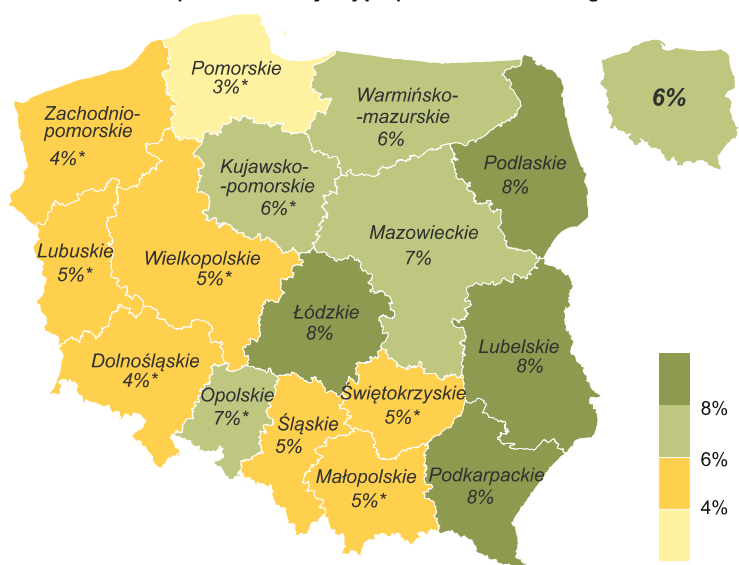 Pomorskie
3%*
Zachodnio-
pomorskie
4%*
Warmińsko-
-mazurskie
6%
6%
Kujawsko-
-pomorskie
6%*
Podlaskie
8%
Lubuskie
5%*
Wielkopolskie
5%*
Mazowieckie
7%
Łódzkie
8%
Dolnośląskie
4%*
Lubelskie
8%
Opolskie
7%*
Śląskie
5%
Świętokrzyskie
5%*
Małopolskie
5%*
Podkarpackie
8%
8%
6%
4%